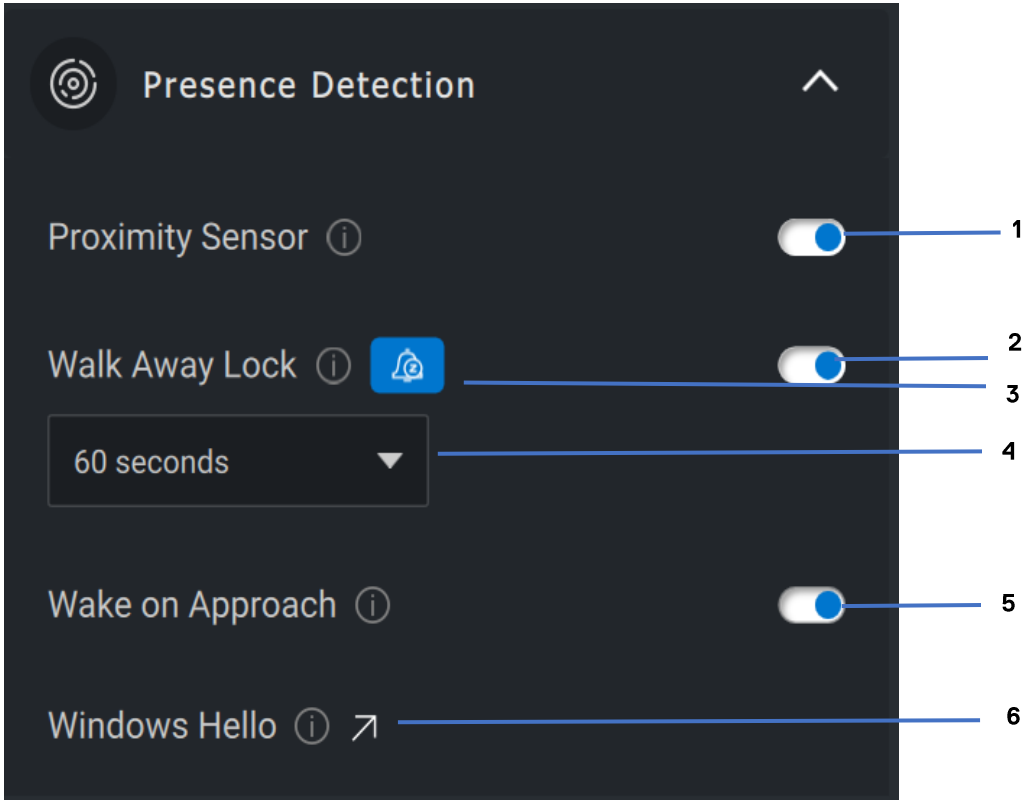 Presence Detection
Proximity Sensor
1
Walk Away Lock
2
3
60 seconds
4
Wake on Approach
5
Windows Hello
6